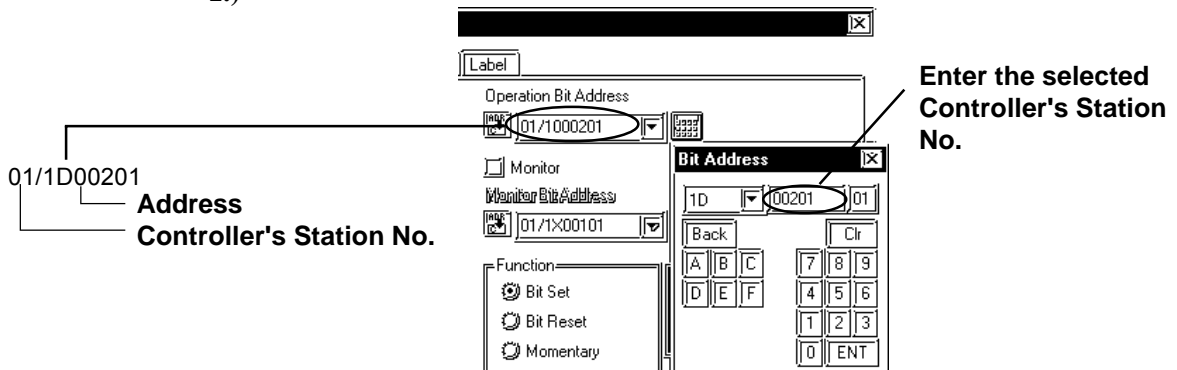 Label
Operation Bit Address
01/1000201
Enter the selected
Controller's Station
No.
01/1D00201
Address
Controller's Station No.
Monitor
Monitor Bit Address
01/1X00101
Bit Address
1D 00201 01
Back Clr
A B C 7 8 9
D E F 4 5 6
1 2 3
0 ENT
Function
Bit Set
Bit Reset
Momentary